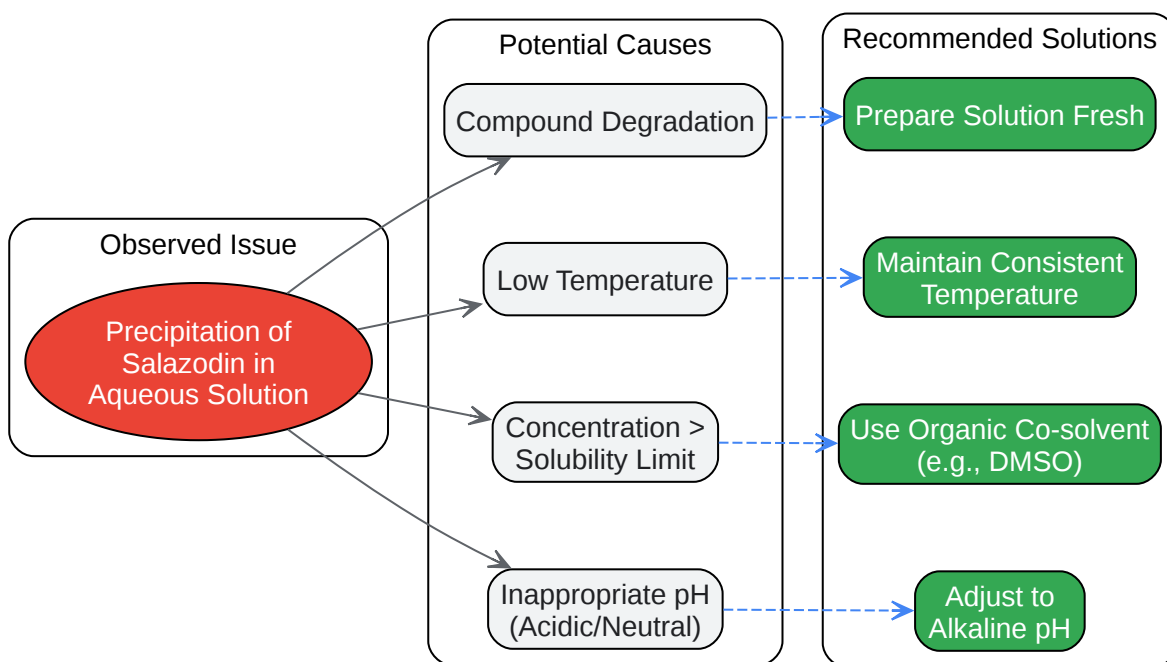 Observed Issue
Precipitation of
Salazodin in
Aqueous Solution
Potential Causes
Compound Degradation
Low Temperature
Concentration >
Solubility Limit
Inappropriate pH
(Acidic/Neutral)
Recommended Solutions
Prepare Solution Fresh
Maintain Consistent
Temperature
Use Organic Co-solvent
(e.g., DMSO)
Adjust to
Alkaline pH